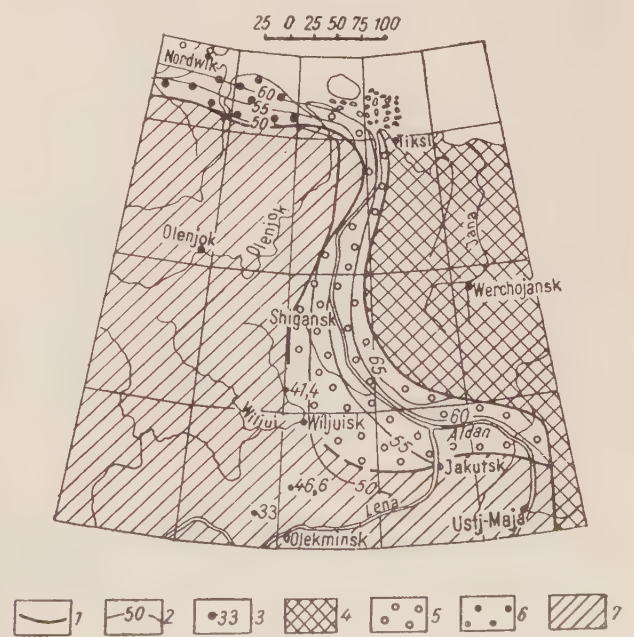 25 0 25 50 75 100
Nordwik
60
55
50
Tiksi
Olenjok
Olenjok
Jana
Werchojansk
Shigansk
65
41,4
Wiljui
Wiljuisk
60
Aldan
55
Jakutsk
50
46,6
Lena
33
Ustj-Maja
Olekminsk
1 50 2 33 3 4 5 6 7